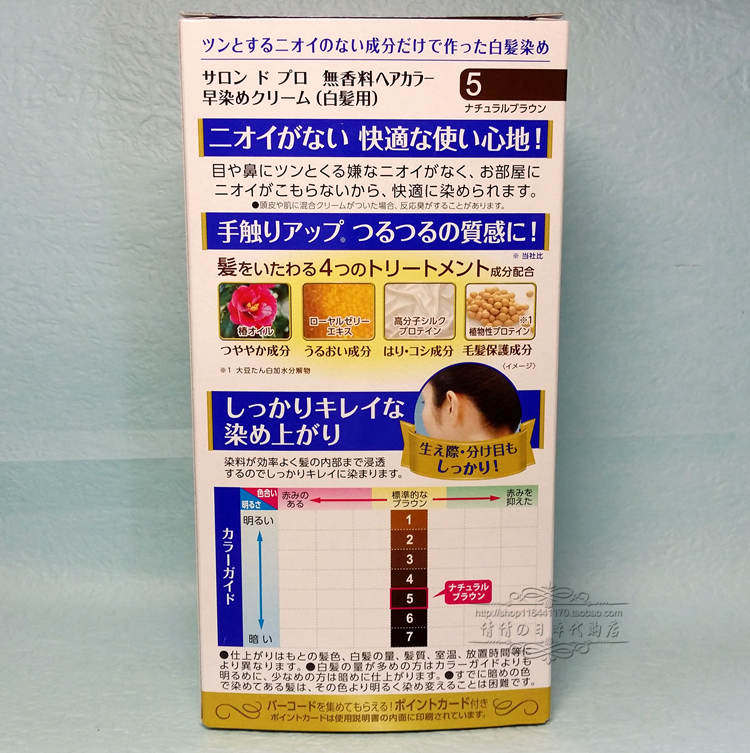 ツンとするニオイのない成分だけで作った白髪染め
サロン ド プロ 無香料ヘアカラー
早染めクリーム(白髪用)
5
ナチュラルブラウン
ニオイがない 快適な使い心地!
目や鼻にツンとくる嫌なニオイがなく、お部屋に
ニオイがこもらないから、快適に染められます。
●頭皮や肌に混合クリームがついた場合、反応臭がすることがあります。
手触りアップ※ つるつるの質感に!
※ 当社比
髪をいたわる4つのトリートメント成分配合
椿オイル
ローヤルゼリー
エキス
高分子シルク
プロテイン
※1
植物性プロテイン
つややか成分 うるおい成分 はり・コシ成分 毛髪保護成分
※1 大豆たん白加水分解物
〈イメージ〉
しっかりキレイな
染め上がり
生え際・分け目も
しっかり!
染料が効率よく髪の内部まで浸透
するのでしっかりキレイに染まります。
カラーガイド
色合い
明るさ
赤みの
ある
標準的な
ブラウン
赤みを
抑えた
明るい
暗い
1
2
3
4
5
6
7
ナチュラル
ブラウン
http://shop116441170.taobao.com
倩倩の日本代购店
●仕上がりはもとの髪色、白髪の量、髪質、室温、放置時間等に
より異なります。●白髪の量が多めの方はカラーガイドよりも
明るめに、少なめの方は暗めに仕上がります。●すでに暗めの色
で染めてある髪は、その色より明るく染め変えることは困難です。
バーコードを集めてもらえる!ポイントカード付き
ポイントカードは使用説明書の内面に印刷されています。